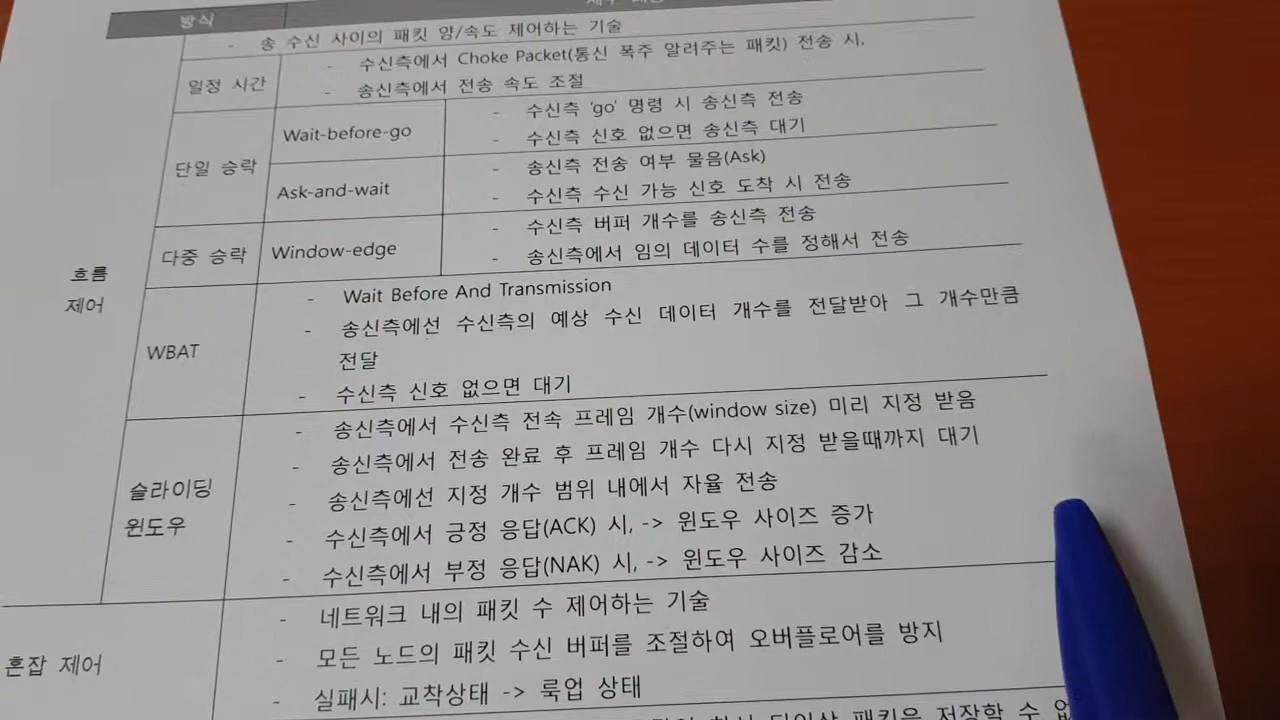 방식
- 송 수신 사이의 패킷 양/속도 제어하는 기술
일정 시간
- 수신측에서 Choke Packet(통신 폭주 알려주는 패킷) 전송 시,
- 송신측에서 전송 속도 조절
단일 승락
Wait-before-go
- 수신측 'go' 명령 시 송신측 전송
- 수신측 신호 없으면 송신측 대기
Ask-and-wait
- 송신측 전송 여부 물음(Ask)
- 수신측 수신 가능 신호 도착 시 전송
다중 승락
Window-edge
- 수신측 버퍼 개수를 송신측 전송
- 송신측에서 임의 데이터 수를 정해서 전송
흐름
제어
WBAT
- Wait Before And Transmission
- 송신측에선 수신측의 예상 수신 데이터 개수를 전달받아 그 개수만큼
전달
- 수신측 신호 없으면 대기
슬라이딩
윈도우
- 송신측에서 수신측 전속 프레임 개수(window size) 미리 지정 받음
- 송신측에서 전송 완료 후 프레임 개수 다시 지정 받을때까지 대기
- 송신측에선 지정 개수 범위 내에서 자율 전송
- 수신측에서 긍정 응답(ACK) 시, -> 윈도우 사이즈 증가
- 수신측에서 부정 응답(NAK) 시, -> 윈도우 사이즈 감소
혼잡 제어
- 네트워크 내의 패킷 수 제어하는 기술
- 모든 노드의 패킷 수신 버퍼를 조절하여 오버플로어를 방지
- 실패시: 교착상태 -> 룩업 상태
패킷은 저장할 수